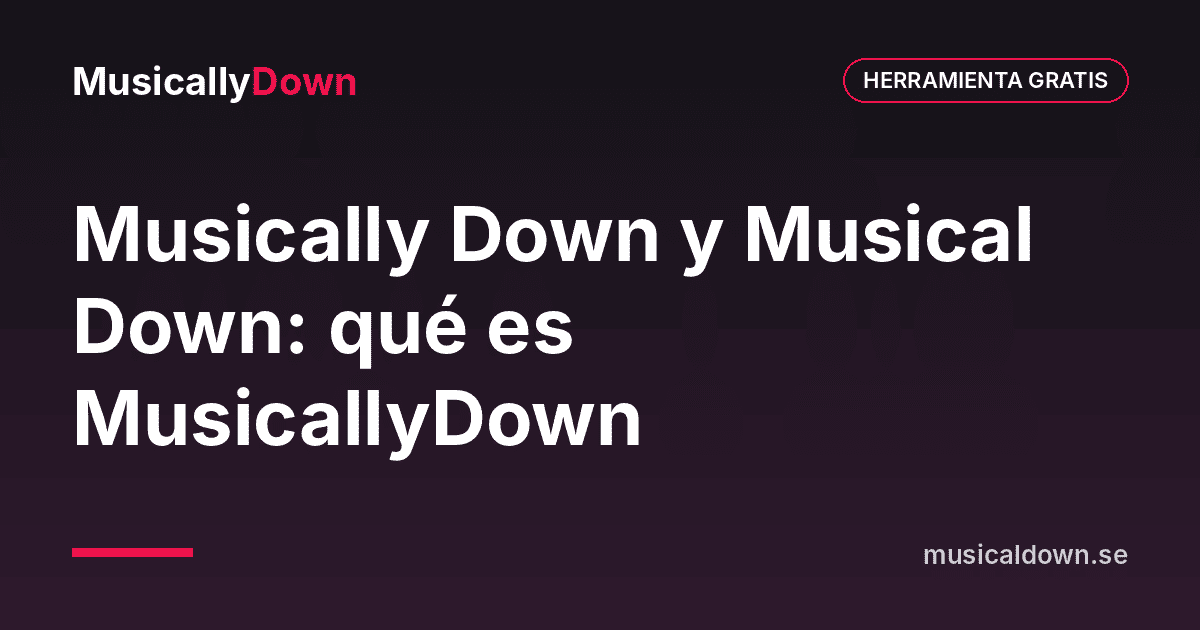 MusicallyDown
HERRAMIENTA GRATIS
Musically Down y Musical
Down: qué es
MusicallyDown
musicaldown.se